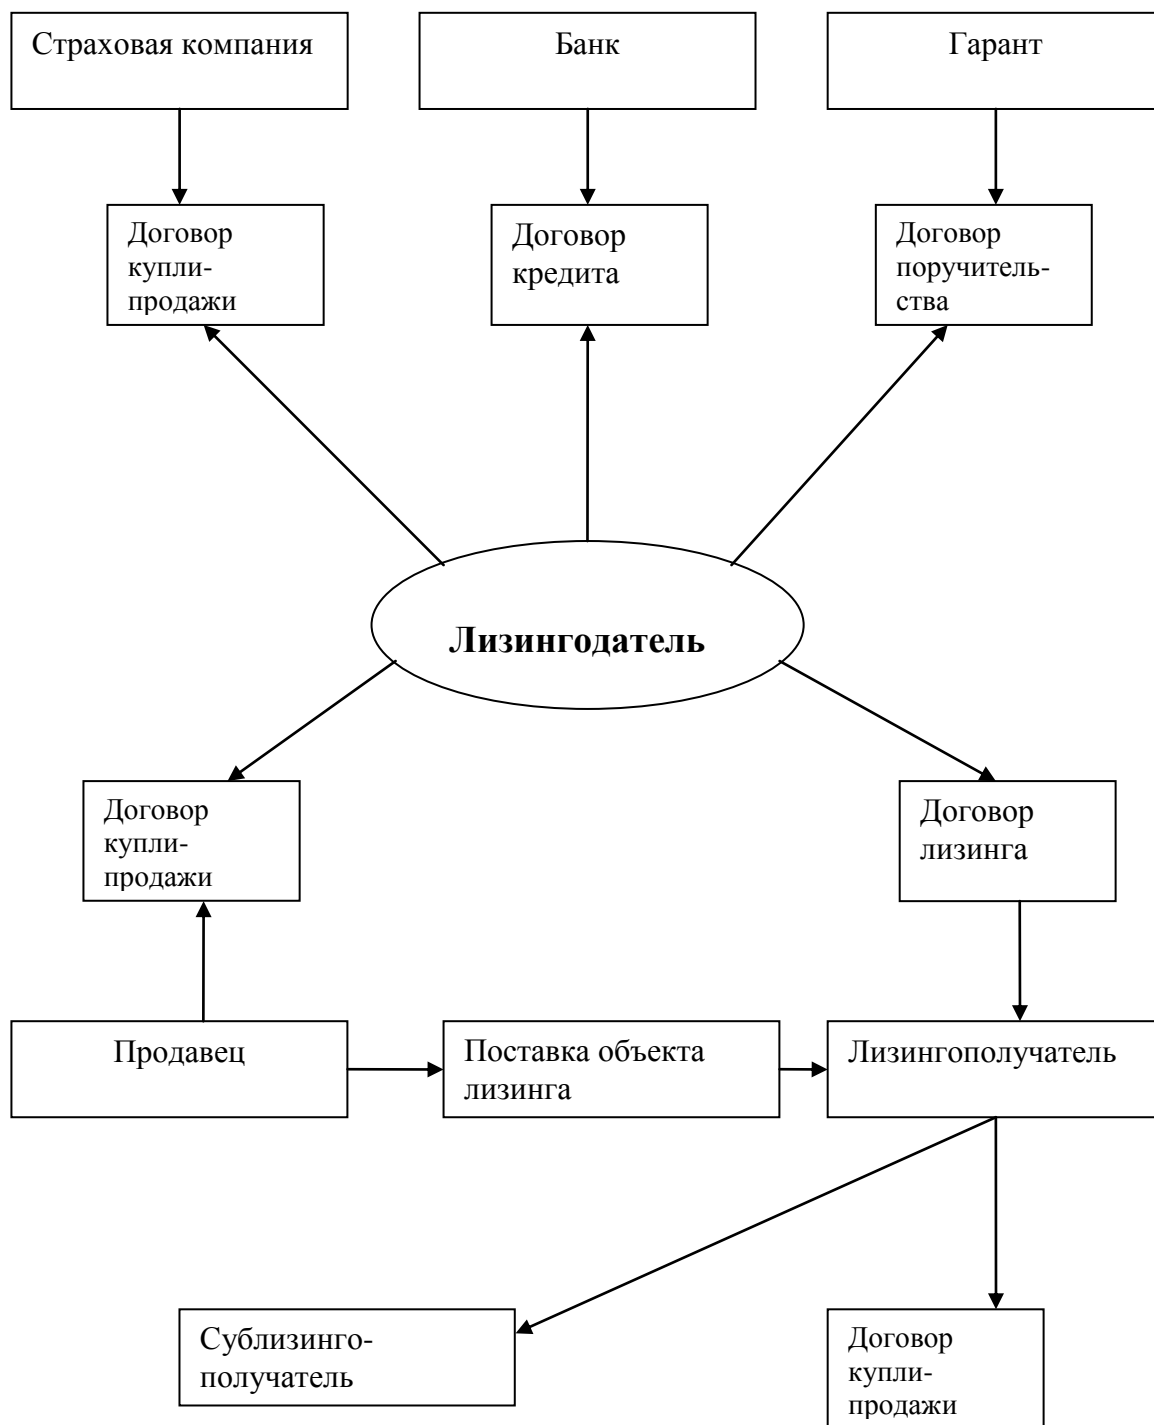 Страховая компания
Банк
Гарант
Договор
купли-
продажи
Договор
кредита
Договор
поручитель-
ства
Лизингодатель
Договор
купли-
продажи
Договор
лизинга
Продавец
Поставка объекта
лизинга
Лизингополучатель
Сублизинго-
получатель
Договор
купли-
продажи